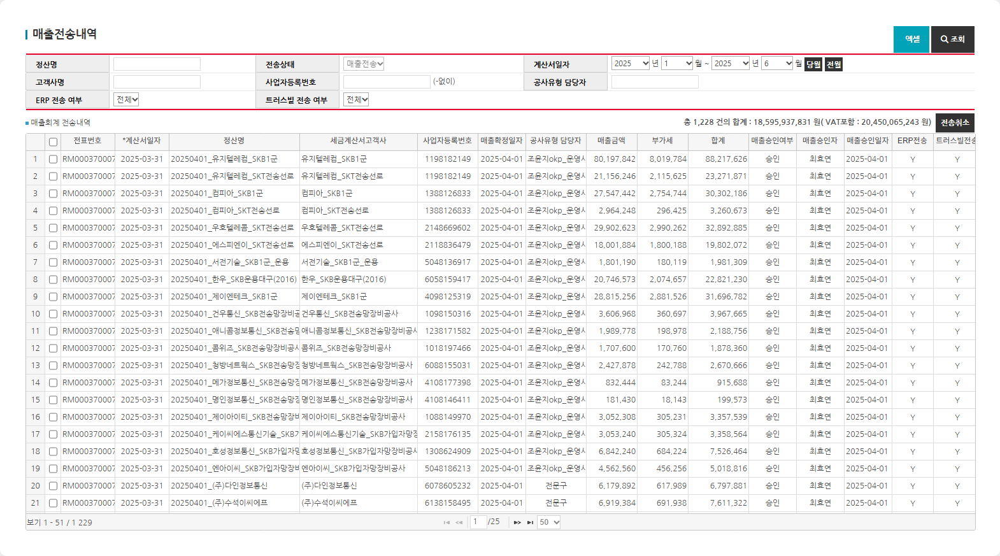 매출전송내역
엑셀 조회
정산명 전송상태 매출전송 계산서일자 2025 년 1 월 ~ 2025 년 6 월 당월 전월
고객사명 사업자등록번호 (-없이) 공사유형 담당자
ERP 전송 여부 전체 트러스빌 전송 여부 전체
매출회계 전송내역 총 1,228 건의 합계 : 18,595,937,831 원( VAT포함 : 20,450,065,243 원) 전송취소
전표번호 *계산서일자 정산명 세금계산서고객사 사업자등록번호 매출확정일자 공사유형 담당자 매출금액 부가세 합계 매출승인여부 매출승인자 매출승인일자 ERP전송 트러스빌전송
1 RM000370007 2025-03-31 20250401_유지텔레컴_SKB1군 유지텔레컴_SKB1군 1198182149 2025-04-01 조윤지okp_운영시 80,197,842 8,019,784 88,217,626 승인 최효연 2025-04-01 Y Y
2 RM000370007 2025-03-31 20250401_유지텔레컴_SKT전송선로 유지텔레컴_SKT전송선로 1198182149 2025-04-01 조윤지okp_운영시 21,156,246 2,115,625 23,271,871 승인 최효연 2025-04-01 Y Y
3 RM000370007 2025-03-31 20250401_컴피아_SKB1군 컴피아_SKB1군 1388126833 2025-04-01 조윤지okp_운영시 27,547,442 2,754,744 30,302,186 승인 최효연 2025-04-01 Y Y
4 RM000370007 2025-03-31 20250401_컴피아_SKT전송선로 컴피아_SKT전송선로 1388126833 2025-04-01 조윤지okp_운영시 2,964,248 296,425 3,260,673 승인 최효연 2025-04-01 Y Y
5 RM000370007 2025-03-31 20250401_우호텔레콤_SKT전송선로 우호텔레콤_SKT전송선로 2148669602 2025-04-01 조윤지okp_운영시 29,902,623 2,990,262 32,892,885 승인 최효연 2025-04-01 Y Y
6 RM000370007 2025-03-31 20250401_에스피엔이_SKT전송선로 에스피엔이_SKT전송선로 2118836479 2025-04-01 조윤지okp_운영시 18,001,884 1,800,188 19,802,072 승인 최효연 2025-04-01 Y Y
7 RM000370007 2025-03-31 20250401_서전기술_SKB1군_운용 서전기술_SKB1군_운용 5048136917 2025-04-01 조윤지okp_운영시 1,801,190 180,119 1,981,309 승인 최효연 2025-04-01 Y Y
8 RM000370007 2025-03-31 20250401_한우_SKB운용대구(2016) 한우_SKB운용대구(2016) 6058159417 2025-04-01 조윤지okp_운영시 20,746,573 2,074,657 22,821,230 승인 최효연 2025-04-01 Y Y
9 RM000370007 2025-03-31 20250401_제이엔테크_SKB1군 제이엔테크_SKB1군 4098125319 2025-04-01 조윤지okp_운영시 28,815,256 2,881,526 31,696,782 승인 최효연 2025-04-01 Y Y
10 RM000370007 2025-03-31 20250401_건우통신_SKB전송망장비공 건우통신_SKB전송망장비공사 1098150316 2025-04-01 조윤지okp_운영시 3,606,968 360,697 3,967,665 승인 최효연 2025-04-01 Y Y
11 RM000370007 2025-03-31 20250401_애니콤정보통신_SKB전송망 애니콤정보통신_SKB전송망장비공사 1238171582 2025-04-01 조윤지okp_운영시 1,989,778 198,978 2,188,756 승인 최효연 2025-04-01 Y Y
12 RM000370007 2025-03-31 20250401_콤위즈_SKB전송망장비공사 콤위즈_SKB전송망장비공사 1018197466 2025-04-01 조윤지okp_운영시 1,707,600 170,760 1,878,360 승인 최효연 2025-04-01 Y Y
13 RM000370007 2025-03-31 20250401_청방네트웍스_SKB전송망장 청방네트웍스_SKB전송망장비공사 6088155031 2025-04-01 조윤지okp_운영시 2,427,878 242,788 2,670,666 승인 최효연 2025-04-01 Y Y
14 RM000370007 2025-03-31 20250401_메가정보통신_SKB전송망장 메가정보통신_SKB전송망장비공사 4108177398 2025-04-01 조윤지okp_운영시 832,444 83,244 915,688 승인 최효연 2025-04-01 Y Y
15 RM000370007 2025-03-31 20250401_명인정보통신_SKB전송망장 명인정보통신_SKB전송망장비공사 4108146411 2025-04-01 조윤지okp_운영시 181,430 18,143 199,573 승인 최효연 2025-04-01 Y Y
16 RM000370007 2025-03-31 20250401_제이아이티_SKB전송망장비 제이아이티_SKB전송망장비공사 1088149970 2025-04-01 조윤지okp_운영시 3,052,308 305,231 3,357,539 승인 최효연 2025-04-01 Y Y
17 RM000370007 2025-03-31 20250401_케이씨에스통신기술_SKB가 케이씨에스통신기술_SKB가입자망장 2158176135 2025-04-01 조윤지okp_운영시 3,053,240 305,324 3,358,564 승인 최효연 2025-04-01 Y Y
18 RM000370007 2025-03-31 20250401_호성정보통신_SKB가입자망 호성정보통신_SKB가입자망장비공사 1308624909 2025-04-01 조윤지okp_운영시 6,842,240 684,224 7,526,464 승인 최효연 2025-04-01 Y Y
19 RM000370007 2025-03-31 20250401_엔아이씨_SKB가입자망장비 엔아이씨_SKB가입자망장비공사 5048186213 2025-04-01 조윤지okp_운영시 4,562,560 456,256 5,018,816 승인 최효연 2025-04-01 Y Y
20 RM000370007 2025-03-31 20250401_(주)다인정보통신 (주)다인정보통신 6078605232 2025-04-01 전문구 6,179,892 617,989 6,797,881 승인 최효연 2025-04-01 Y Y
21 RM000370007 2025-03-31 20250401_(주)수석이씨에프 (주)수석이씨에프 6138158495 2025-04-01 전문구 6,919,384 691,938 7,611,322 승인 최효연 2025-04-01 Y Y
보기 1 - 51 / 1 229 1 /25 50